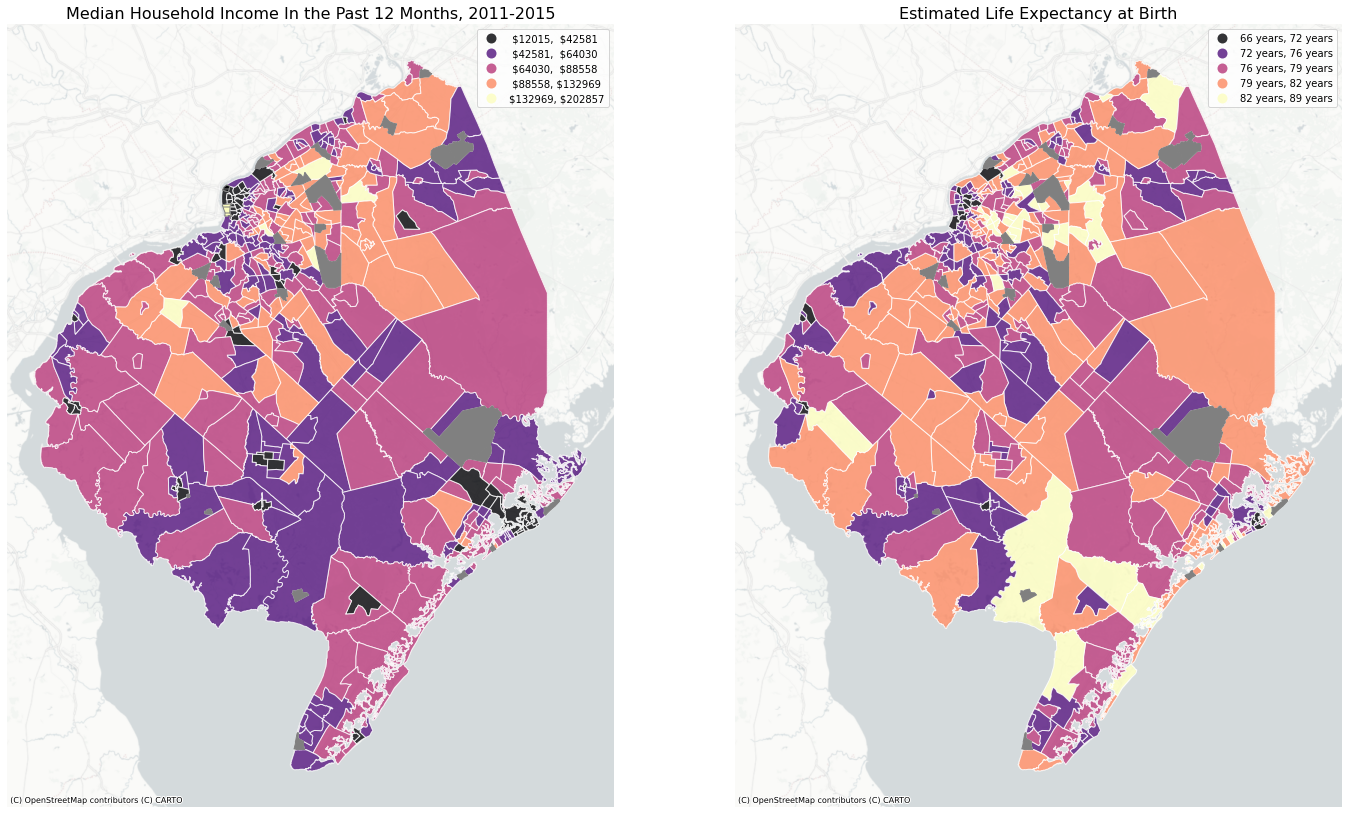 Median Household Income In the Past 12 Months, 2011-2015
$12015, $42581
$42581, $64030
$64030, $88558
$88558, $132969
$132969, $202857
(C) OpenStreetMap contributors (C) CARTO
Estimated Life Expectancy at Birth
66 years, 72 years
72 years, 76 years
76 years, 79 years
79 years, 82 years
82 years, 89 years
(C) OpenStreetMap contributors (C) CARTO